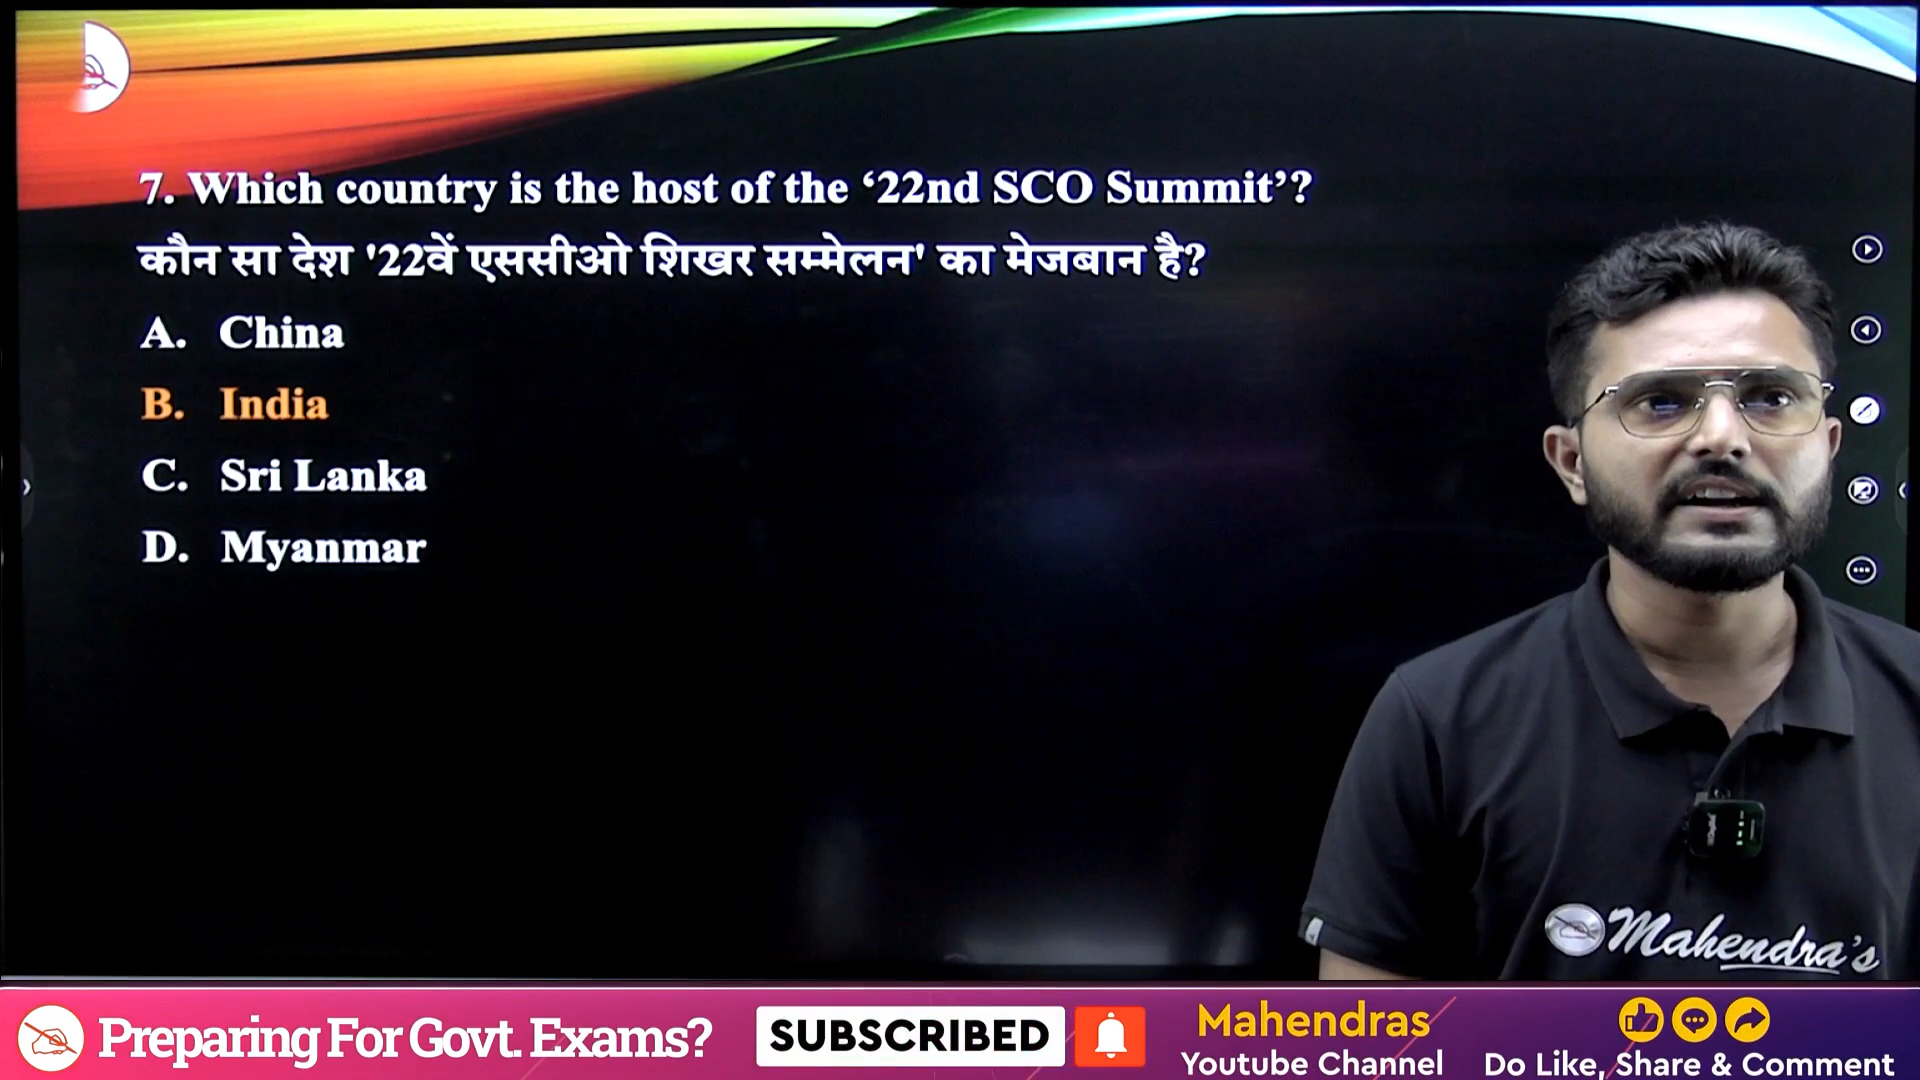 7. Which country is the host of the ‘22nd SCO Summit’?
कौन सा देश '22वें एससीओ शिखर सम्मेलन' का मेजबान है?
A. China
B. India
C. Sri Lanka
D. Myanmar
Mahendra's
Preparing For Govt. Exams?
SUBSCRIBED
Mahendras
Youtube Channel
Do Like, Share & Comment